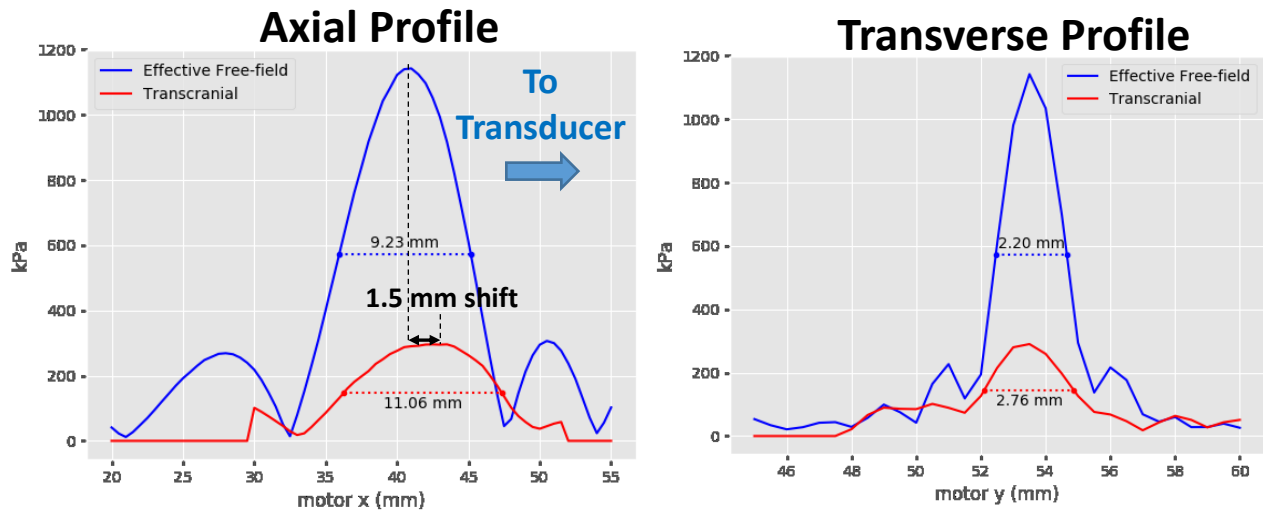 Axial Profile
1200
1000
800
600
400
200
0
kPa
Effective Free-field
Transcranial
To
Transducer
9.23 mm
1.5 mm shift
11.06 mm
20 25 30 35 40 45 50 55
motor x (mm)
Transverse Profile
1200
1000
800
600
400
200
0
kPa
Effective Free-field
Transcranial
2.20 mm
2.76 mm
46 48 50 52 54 56 58 60
motor y (mm)